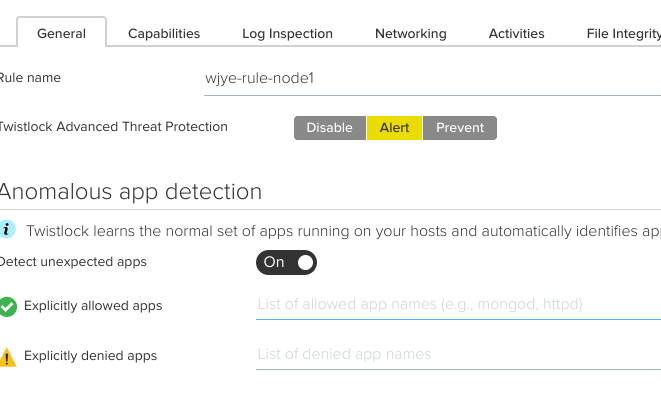 General Capabilities Log Inspection Networking Activities File Integrity
Rule name wjye-rule-node1
Twistlock Advanced Threat Protection Disable Alert Prevent
Anomalous app detection
Twistlock learns the normal set of apps running on your hosts and automatically identifies
Detect unexpected apps On
Explicitly allowed apps List of allowed app names (e.g., mongod, httpd)
Explicitly denied apps List of denied app names